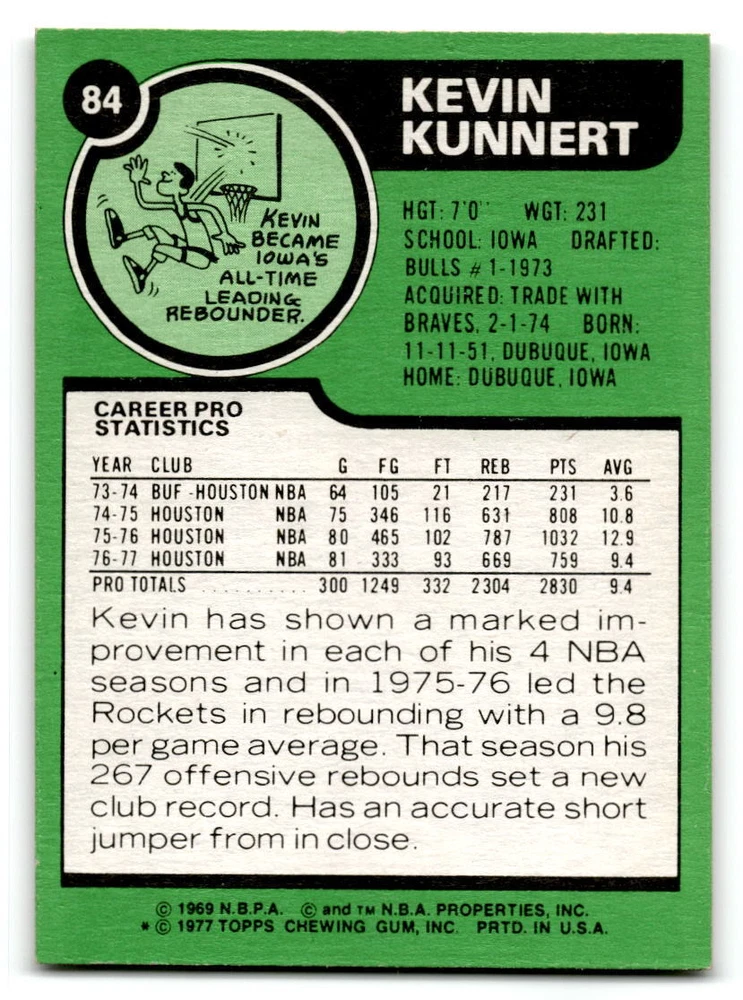 84
KEVIN
KUNNERT
KEVIN
BECAME
IOWA'S
ALL-TIME
LEADING
REBOUNDER.
HGT: 7'0" WGT: 231
SCHOOL: IOWA DRAFTED:
BULLS #1-1973
ACQUIRED: TRADE WITH
BRAVES, 2-1-74 BORN:
11-11-51, DUBUQUE, IOWA
HOME: DUBUQUE, IOWA
CAREER PRO
STATISTICS
YEAR CLUB G FG FT REB PTS AVG
73-74 BUF-HOUSTON NBA 64 105 21 217 231 3.6
74-75 HOUSTON NBA 75 346 116 631 808 10.8
75-76 HOUSTON NBA 80 465 102 787 1032 12.9
76-77 HOUSTON NBA 81 333 93 669 759 9.4
PRO TOTALS .......... 300 1249 332 2304 2830 9.4
Kevin has shown a marked im-
provement in each of his 4 NBA
seasons and in 1975-76 led the
Rockets in rebounding with a 9.8
per game average. That season his
267 offensive rebounds set a new
club record. Has an accurate short
jumper from in close.
© 1969 N.B.P.A. © and TM N.B.A. PROPERTIES, INC.
* © 1977 TOPPS CHEWING GUM, INC. PRTD. IN U.S.A.